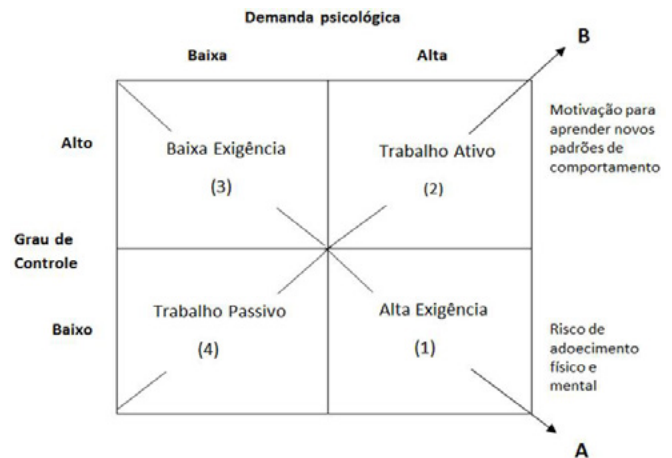 Demanda psicológica
Baixa
Alta
B
Alto
Baixa Exigência
(3)
Trabalho Ativo
(2)
Motivação para
aprender novos
padrões de
comportamento
Grau de
Controle
Baixo
Trabalho Passivo
(4)
Alta Exigência
(1)
Risco de
adoecimento
físico e
mental
A